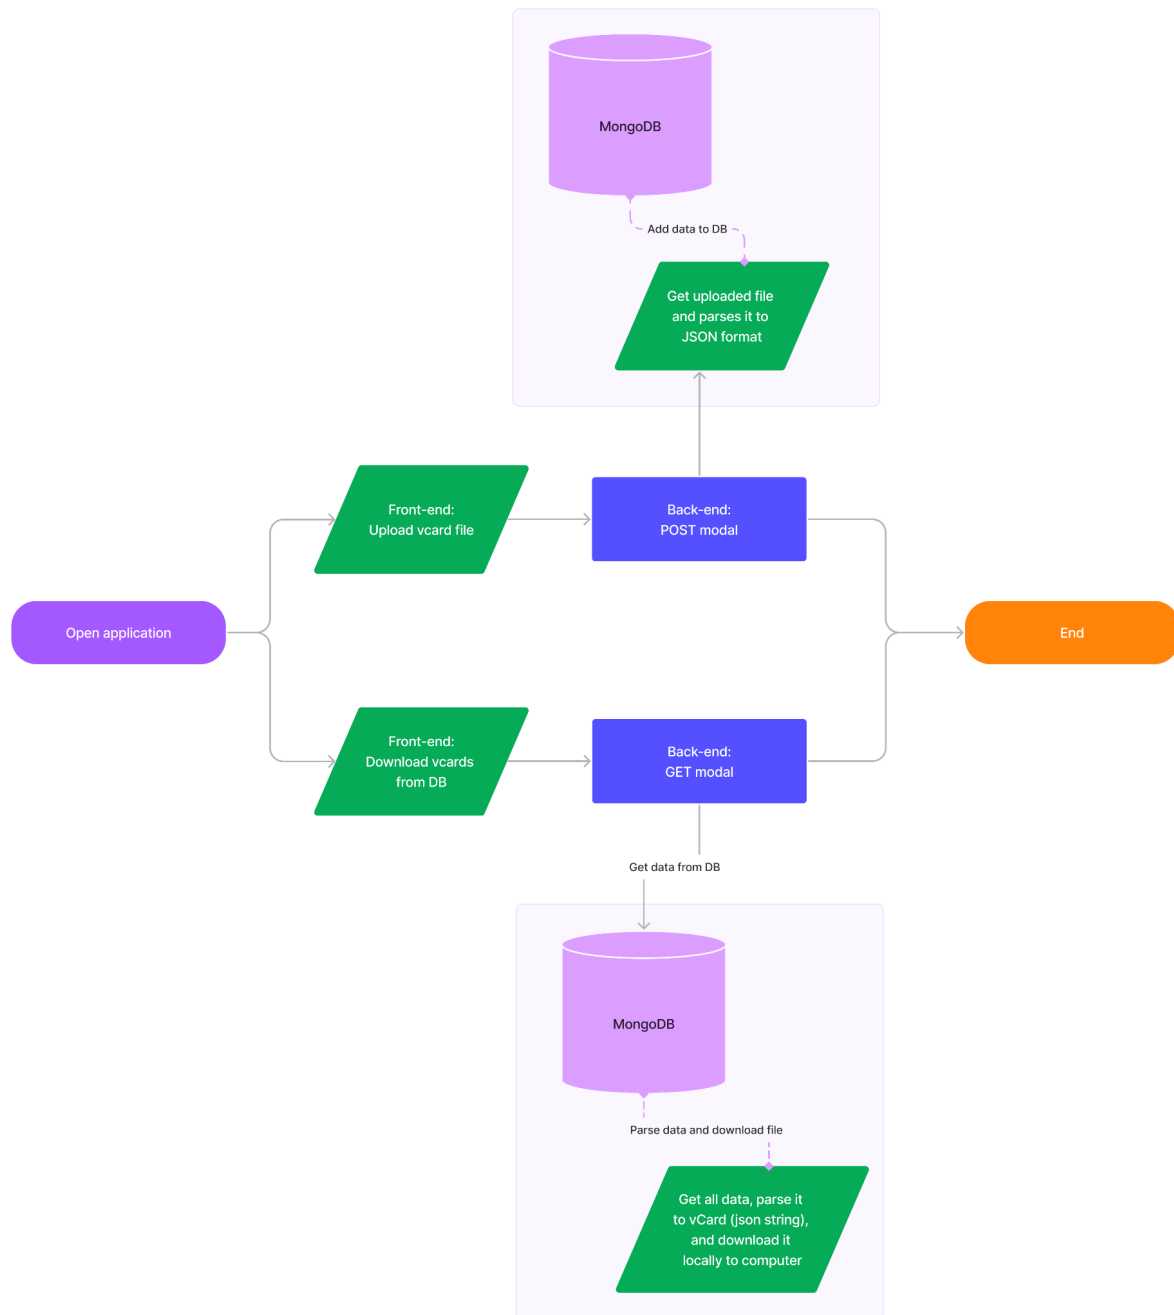 MongoDB
Add data to DB
Get uploaded file
and parses it to
JSON format
Front-end:
Upload vcard file
Back-end:
POST modal
Open application
End
Front-end:
Download vcards
from DB
Back-end:
GET modal
Get data from DB
MongoDB
Parse data and download file
Get all data, parse it
to vCard (json string),
and download it
locally to computer